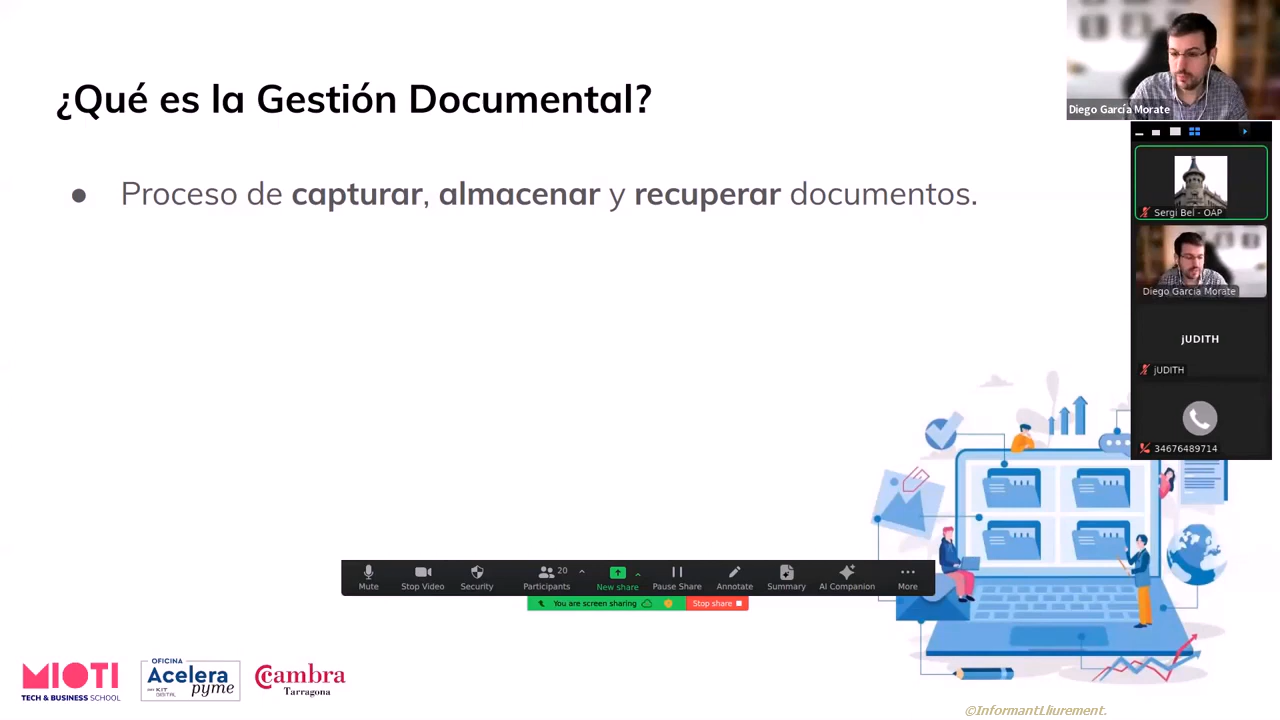 ¿Qué es la Gestión Documental?
● Proceso de capturar, almacenar y recuperar documentos.
Diego García Morate
Sergi Bel - OAP
Diego García Morate
jUDITH
jUDITH
34676489714
Mute
Stop Video
Security
Participants
20
New share
Pause Share
Annotate
Summary
AI Companion
More
You are screen sharing
Stop share
MIOTI
TECH & BUSINESS SCHOOL
OFICINA
Acelera
pyme
KIT
DIGITAL
Cambra
Tarragona
©InformantLliurement.